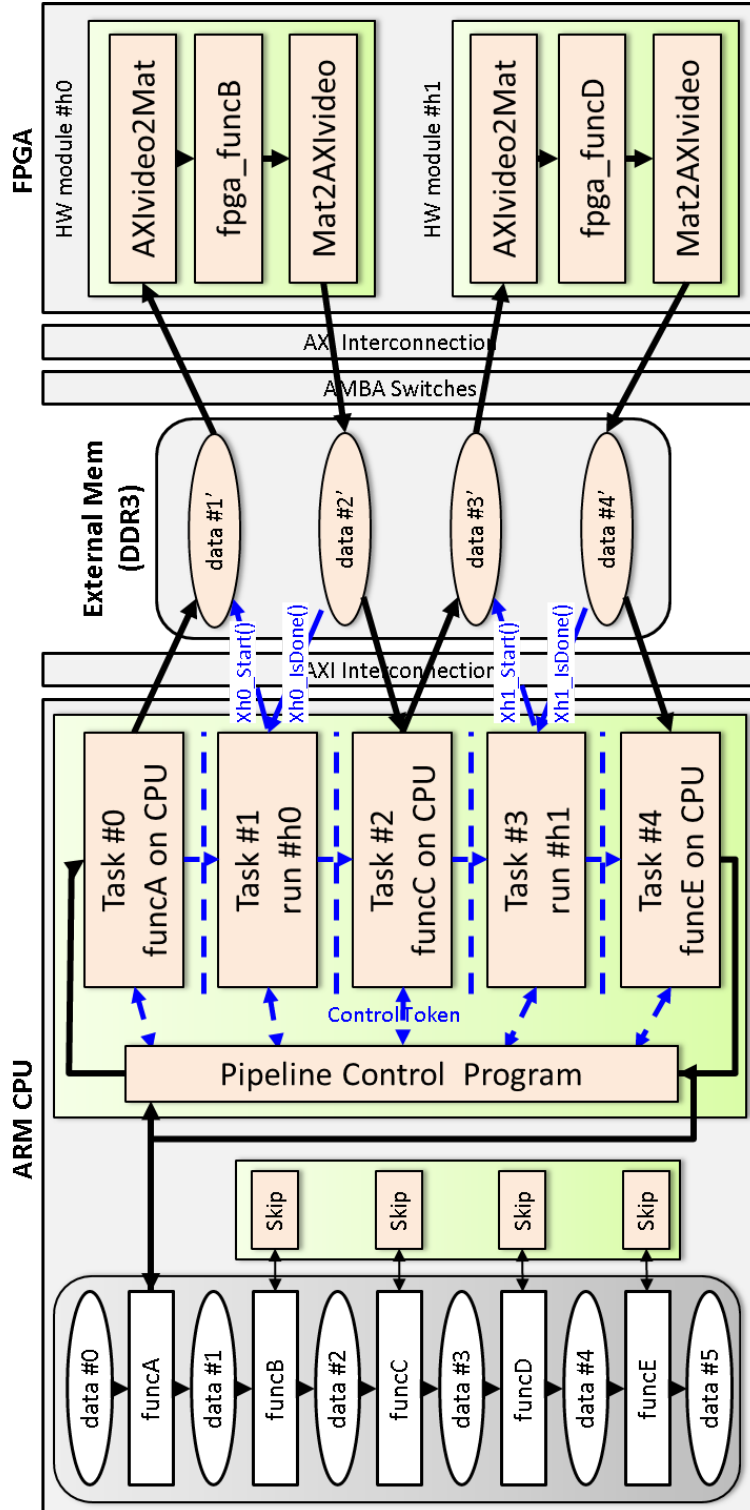 ARM CPU
data #0
funcA
data #1
funcB
data #2
funcC
data #3
funcD
data #4
funcE
data #5
Skip
Skip
Skip
Skip
Pipeline Control Program
Control Token
Task #0
funcA on CPU
Task #1
run #h0
Task #2
funcC on CPU
Task #3
run #h1
Task #4
funcE on CPU
AXI Interconnection
Xh0_Start()
Xh0_IsDone()
Xh1_Start()
Xh1_IsDone()
External Mem
(DDR3)
data #1'
data #2'
data #3'
data #4'
AMBA Switches
AXI Interconnection
FPGA
HW module #h0
AXIvideo2Mat
fpga_funcB
Mat2AXIvideo
HW module #h1
AXIvideo2Mat
fpga_funcD
Mat2AXIvideo